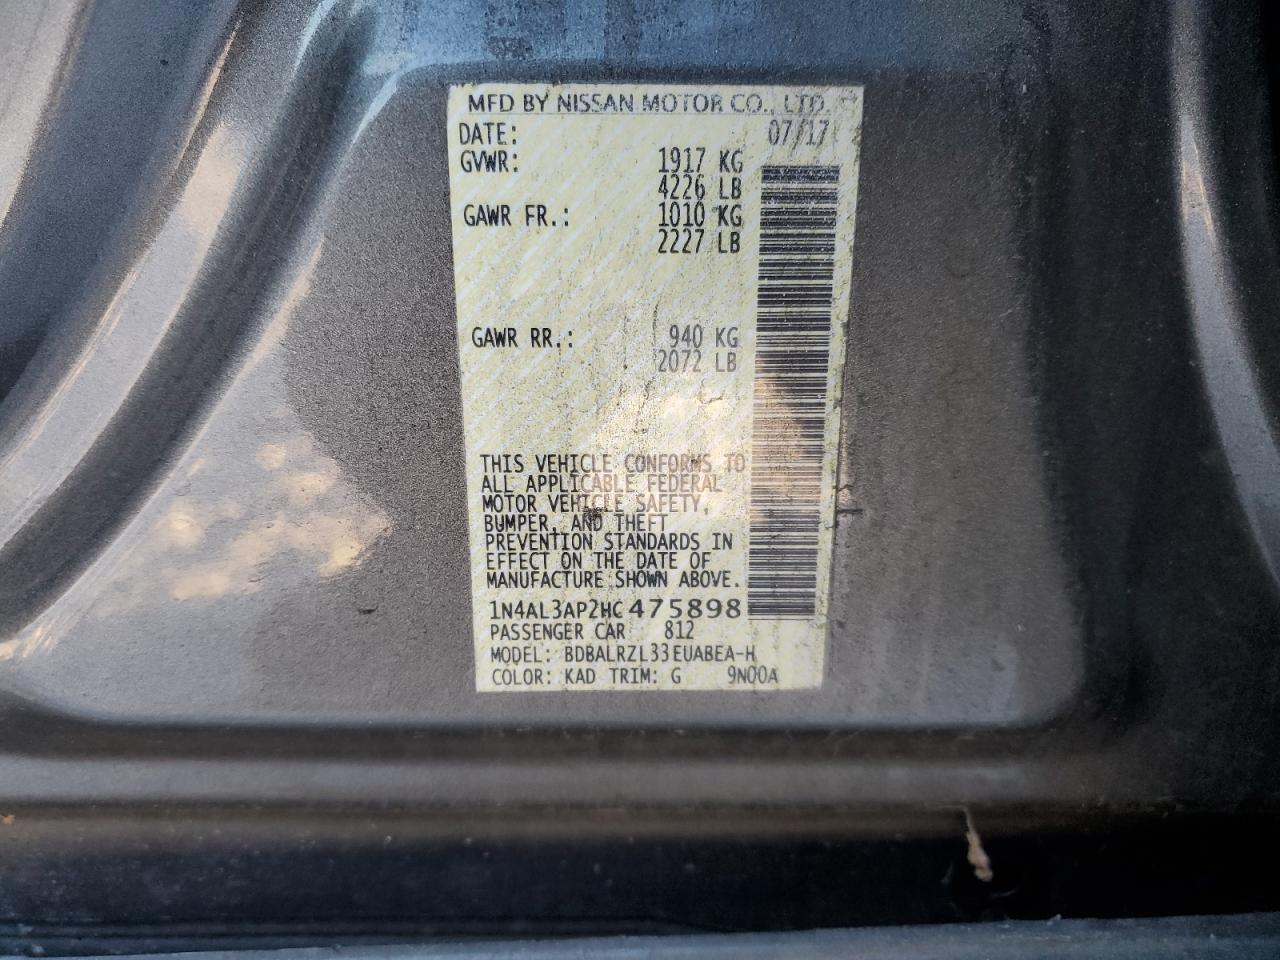 MFD BY NISSAN MOTOR CO., LTD.
DATE: 07/17
GVWR: 1917 KG
4226 LB
GAWR FR.: 1010 KG
2227 LB
GAWR RR.: 940 KG
2072 LB
THIS VEHICLE CONFORMS TO
ALL APPLICABLE FEDERAL
MOTOR VEHICLE SAFETY,
BUMPER, AND THEFT
PREVENTION STANDARDS IN
EFFECT ON THE DATE OF
MANUFACTURE SHOWN ABOVE.
1N4AL3AP2HC475898
PASSENGER CAR 812
MODEL: BDBALRZL33EUABEA-H
COLOR: KAD TRIM: G 9N00A